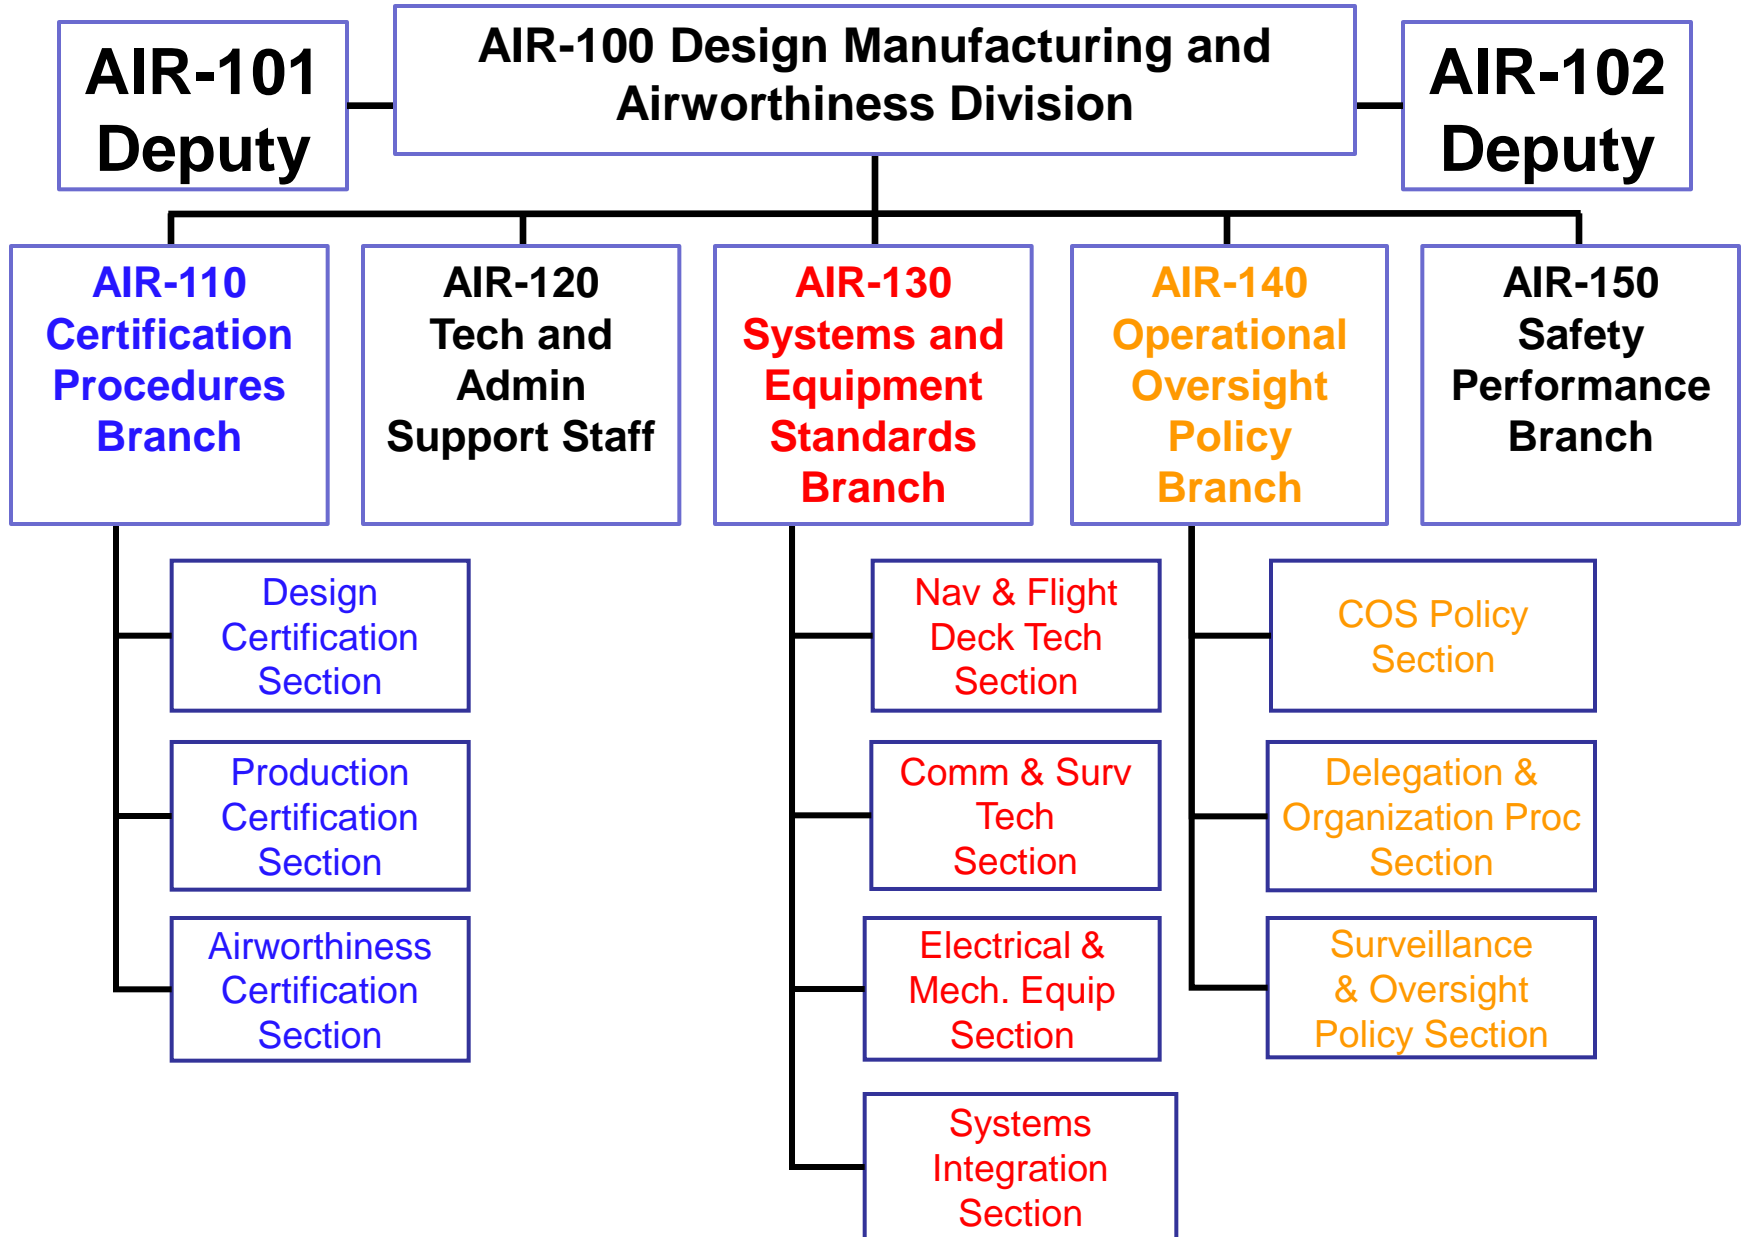 AIR-101
Deputy
AIR-100 Design Manufacturing and
Airworthiness Division
AIR-102
Deputy
AIR-110
Certification
Procedures
Branch
AIR-120
Tech and
Admin
Support Staff
AIR-130
Systems and
Equipment
Standards
Branch
AIR-140
Operational
Oversight
Policy
Branch
AIR-150
Safety
Performance
Branch
Design
Certification
Section
Production
Certification
Section
Airworthiness
Certification
Section
Nav & Flight
Deck Tech
Section
Comm & Surv
Tech
Section
Electrical &
Mech. Equip
Section
Systems
Integration
Section
COS Policy
Section
Delegation &
Organization Proc
Section
Surveillance
& Oversight
Policy Section